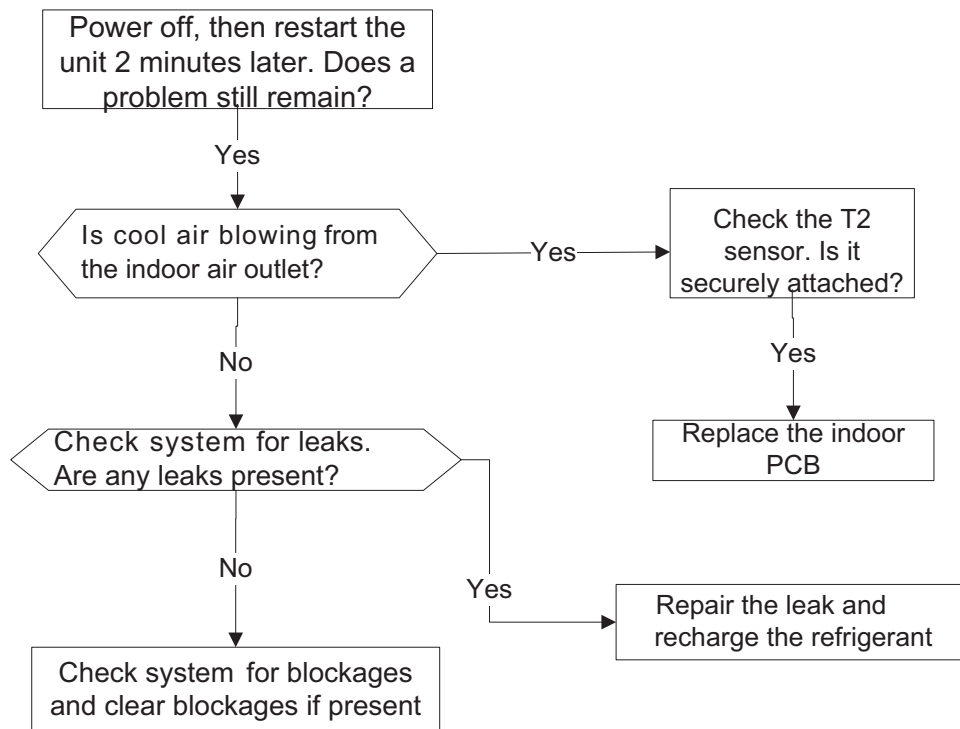 Power off, then restart the
unit 2 minutes later. Does a
problem still remain?
Yes
Is cool air blowing from
the indoor air outlet?
Yes
Check the T2
sensor. Is it
securely attached?
Yes
Replace the indoor
PCB
No
Check system for leaks.
Are any leaks present?
Yes
Repair the leak and
recharge the refrigerant
No
Check system for blockages
and clear blockages if present